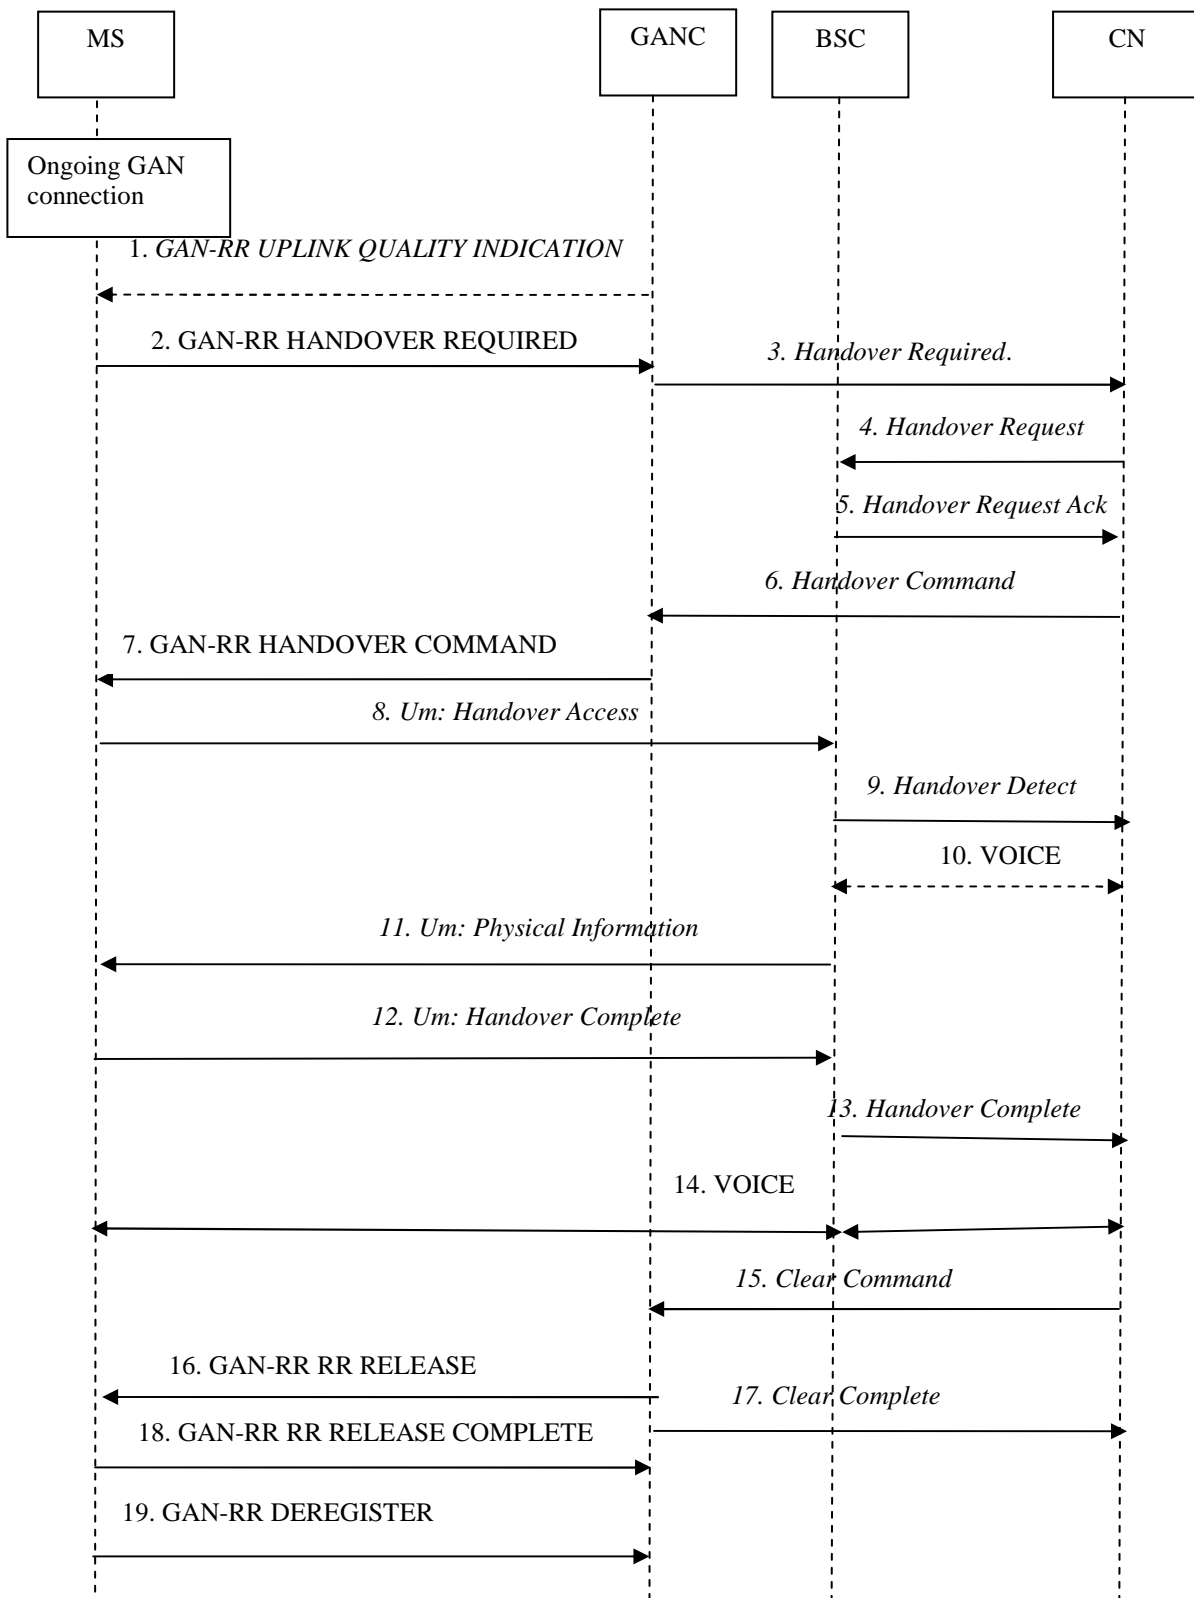 MS
GANC
BSC
CN
Ongoing GAN
connection
1. GAN-RR UPLINK QUALITY INDICATION
2. GAN-RR HANDOVER REQUIRED
3. Handover Required.
4. Handover Request
5. Handover Request Ack
6. Handover Command
7. GAN-RR HANDOVER COMMAND
8. Um: Handover Access
9. Handover Detect
10. VOICE
11. Um: Physical Information
12. Um: Handover Complete
13. Handover Complete
14. VOICE
15. Clear Command
16. GAN-RR RR RELEASE
17. Clear Complete
18. GAN-RR RR RELEASE COMPLETE
19. GAN-RR DEREGISTER